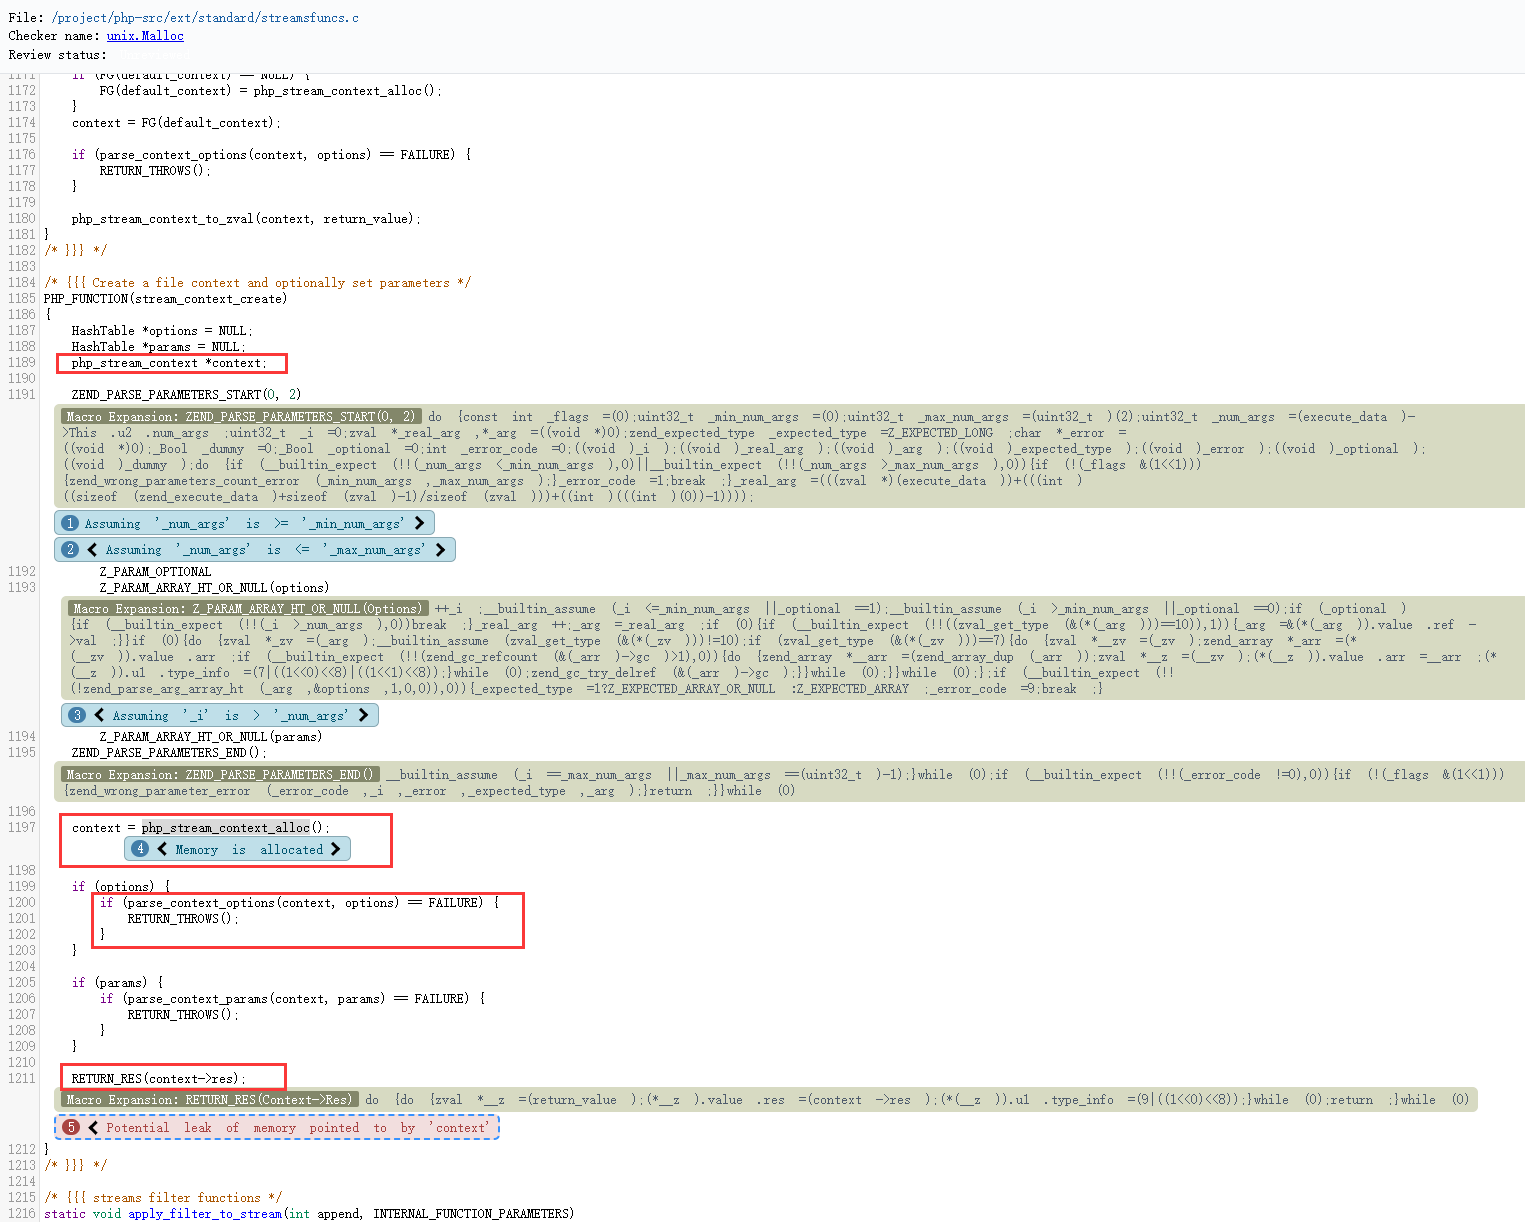 File: /project/php-src/ext/standard/streamsfuncs.c
Checker name: unix.Malloc
Review status:
1171 if (FG(default_context) == NULL) {
1172 FG(default_context) = php_stream_context_alloc();
1173 }
1174 context = FG(default_context);
1175
1176 if (parse_context_options(context, options) == FAILURE) {
1177 RETURN_THROWS();
1178 }
1179
1180 php_stream_context_to_zval(context, return_value);
1181 }
1182 /* }}} */
1183
1184 /* {{{ Create a file context and optionally set parameters */
1185 PHP_FUNCTION(stream_context_create)
1186 {
1187 HashTable *options = NULL;
1188 HashTable *params = NULL;
1189 php_stream_context *context;
1190
1191 ZEND_PARSE_PARAMETERS_START(0, 2)
Macro Expansion: ZEND_PARSE_PARAMETERS_START(0, 2) do {const int _flags =(0);uint32_t _min_num_args =(0);uint32_t _max_num_args =(uint32_t )(2);uint32_t _num_args =(execute_data )-
>This .u2 .num_args ;uint32_t _i =0;zval *_real_arg ,*_arg =((void *)0);zend_expected_type _expected_type =Z_EXPECTED_LONG ;char *_error =
((void *)0);_Bool _dummy =0;_Bool _optional =0;int _error_code =0;((void )_i );((void )_real_arg );((void )_arg );((void )_expected_type );((void )_error );((void )_optional );
((void )_dummy );do {if (__builtin_expect (!!(_num_args <_min_num_args ),0)||__builtin_expect (!!(_num_args >_max_num_args ),0)){if (!(_flags &(1<<1)))
{zend_wrong_parameters_count_error (_min_num_args ,_max_num_args );}_error_code =1;break ;}_real_arg =(((zval *)(execute_data ))+(((int )
((sizeof (zend_execute_data )+sizeof (zval )-1)/sizeof (zval )))+((int )(((int )(0))-1))));
1 Assuming '_num_args' is >= '_min_num_args'
2 Assuming '_num_args' is <= '_max_num_args'
1192 Z_PARAM_OPTIONAL
1193 Z_PARAM_ARRAY_HT_OR_NULL(options)
Macro Expansion: Z_PARAM_ARRAY_HT_OR_NULL(Options) ++_i ;__builtin_assume (_i <=_min_num_args ||_optional ==1);__builtin_assume (_i >_min_num_args ||_optional ==0);if (_optional )
{if (__builtin_expect (!!(_i >_num_args ),0))break ;}_real_arg ++;_arg =_real_arg ;if (0){if (__builtin_expect (!!((zval_get_type (&(*(_arg )))==10)),1)){_arg =&(*(_arg )).value .ref -
>val ;}}if (0){do {zval *_zv =(_arg );__builtin_assume (zval_get_type (&(*(_zv )))!=10);if (zval_get_type (&(*(_zv )))==7){do {zval *__zv =(_zv );zend_array *_arr =(*
(__zv )).value .arr ;if (__builtin_expect (!!(zend_gc_refcount (&(_arr )->gc )>1),0)){do {zend_array *__arr =(zend_array_dup (_arr ));zval *__z =(__zv );(*(__z )).value .arr =__arr ;(*
(__z )).u1 .type_info =(7|((1<<0)<<8)|((1<<1)<<8));}while (0);zend_gc_try_delref (&(_arr )->gc );}}while (0);}}while (0);};if (__builtin_expect (!!
(!zend_parse_arg_array_ht (_arg ,&options ,1,0,0)),0)){_expected_type =1?Z_EXPECTED_ARRAY_OR_NULL :Z_EXPECTED_ARRAY ;_error_code =9;break ;}
3 Assuming '_i' is > '_num_args'
1194 Z_PARAM_ARRAY_HT_OR_NULL(params)
1195 ZEND_PARSE_PARAMETERS_END();
Macro Expansion: ZEND_PARSE_PARAMETERS_END() __builtin_assume (_i ==_max_num_args ||_max_num_args ==(uint32_t )-1);}while (0);if (__builtin_expect (!!(_error_code !=0),0)){if (!(_flags &(1<<1)))
{zend_wrong_parameter_error (_error_code ,_i ,_error ,_expected_type ,_arg );}return ;}}while (0)
1196
1197 context = php_stream_context_alloc();
4 Memory is allocated
1198
1199 if (options) {
1200 if (parse_context_options(context, options) == FAILURE) {
1201 RETURN_THROWS();
1202 }
1203 }
1204
1205 if (params) {
1206 if (parse_context_params(context, params) == FAILURE) {
1207 RETURN_THROWS();
1208 }
1209 }
1210
1211 RETURN_RES(context->res);
Macro Expansion: RETURN_RES(Context->Res) do {do {zval *__z =(return_value );(*__z ).value .res =(context ->res );(*(__z )).u1 .type_info =(9|((1<<0)<<8));}while (0);return ;}while (0)
5 Potential leak of memory pointed to by 'context'
1212 }
1213 /* }}} */
1214
1215 /* {{{ streams filter functions */
1216 static void apply_filter_to_stream(int append, INTERNAL_FUNCTION_PARAMETERS)